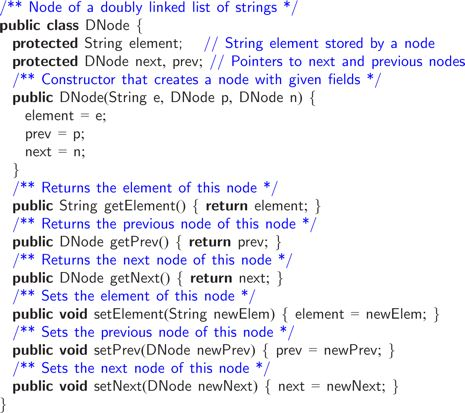 /** Node of a doubly linked list of strings */
public class DNode {
protected String element; // String element stored by a node
protected DNode next, prev; // Pointers to next and previous nodes
/** Constructor that creates a node with given fields */
public DNode(String e, DNode p, DNode n) {
element = e;
prev = p;
next = n;
}
/** Returns the element of this node */
public String getElement() { return element; }
/** Returns the previous node of this node */
public DNode getPrev() { return prev; }
/** Returns the next node of this node */
public DNode getNext() { return next; }
/** Sets the element of this node */
public void setElement(String newElem) { element = newElem; }
/** Sets the previous node of this node */
public void setPrev(DNode newPrev) { prev = newPrev; }
/** Sets the next node of this node */
public void setNext(DNode newNext) { next = newNext; }
}